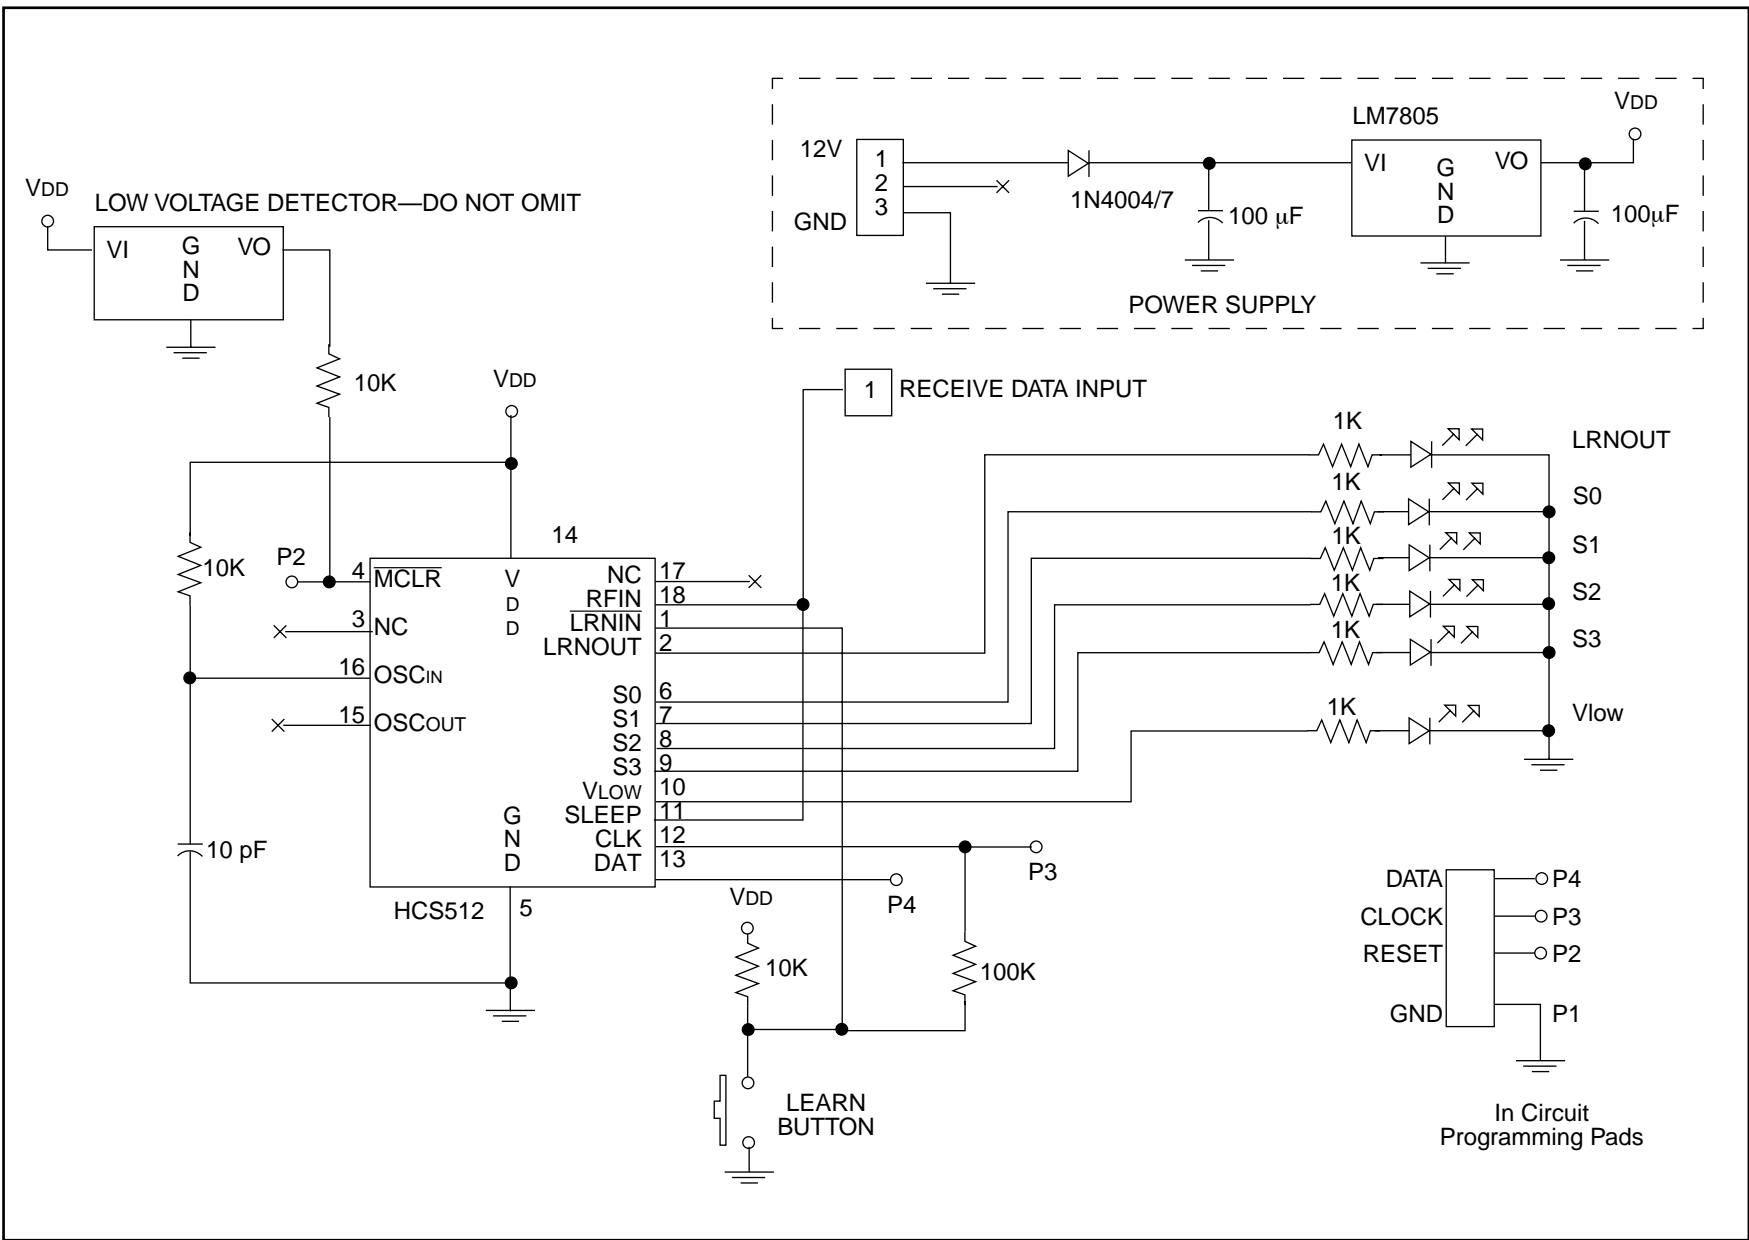 LM7805
VDD
12V
1
2
3
GND
1N4004/7
100 µF
VI
GND
VO
100µF
POWER SUPPLY
VDD
LOW VOLTAGE DETECTOR—DO NOT OMIT
VI
GND
VO
10K
VDD
1
RECEIVE DATA INPUT
1K
LRNOUT
1K
S0
1K
S1
1K
S2
1K
S3
1K
Vlow
14
10K
P2
4
MCLR
3
NC
16
OSCIN
15
OSCOUT
VDD
GND
NC
17
RFIN
18
LRNIN
1
LRNOUT
2
S0
6
S1
7
S2
8
S3
9
VLOW
10
SLEEP
11
CLK
12
DAT
13
10 pF
HCS512
5
P3
P4
VDD
10K
100K
LEARN
BUTTON
DATA
P4
CLOCK
P3
RESET
P2
GND
P1
In Circuit
Programming Pads